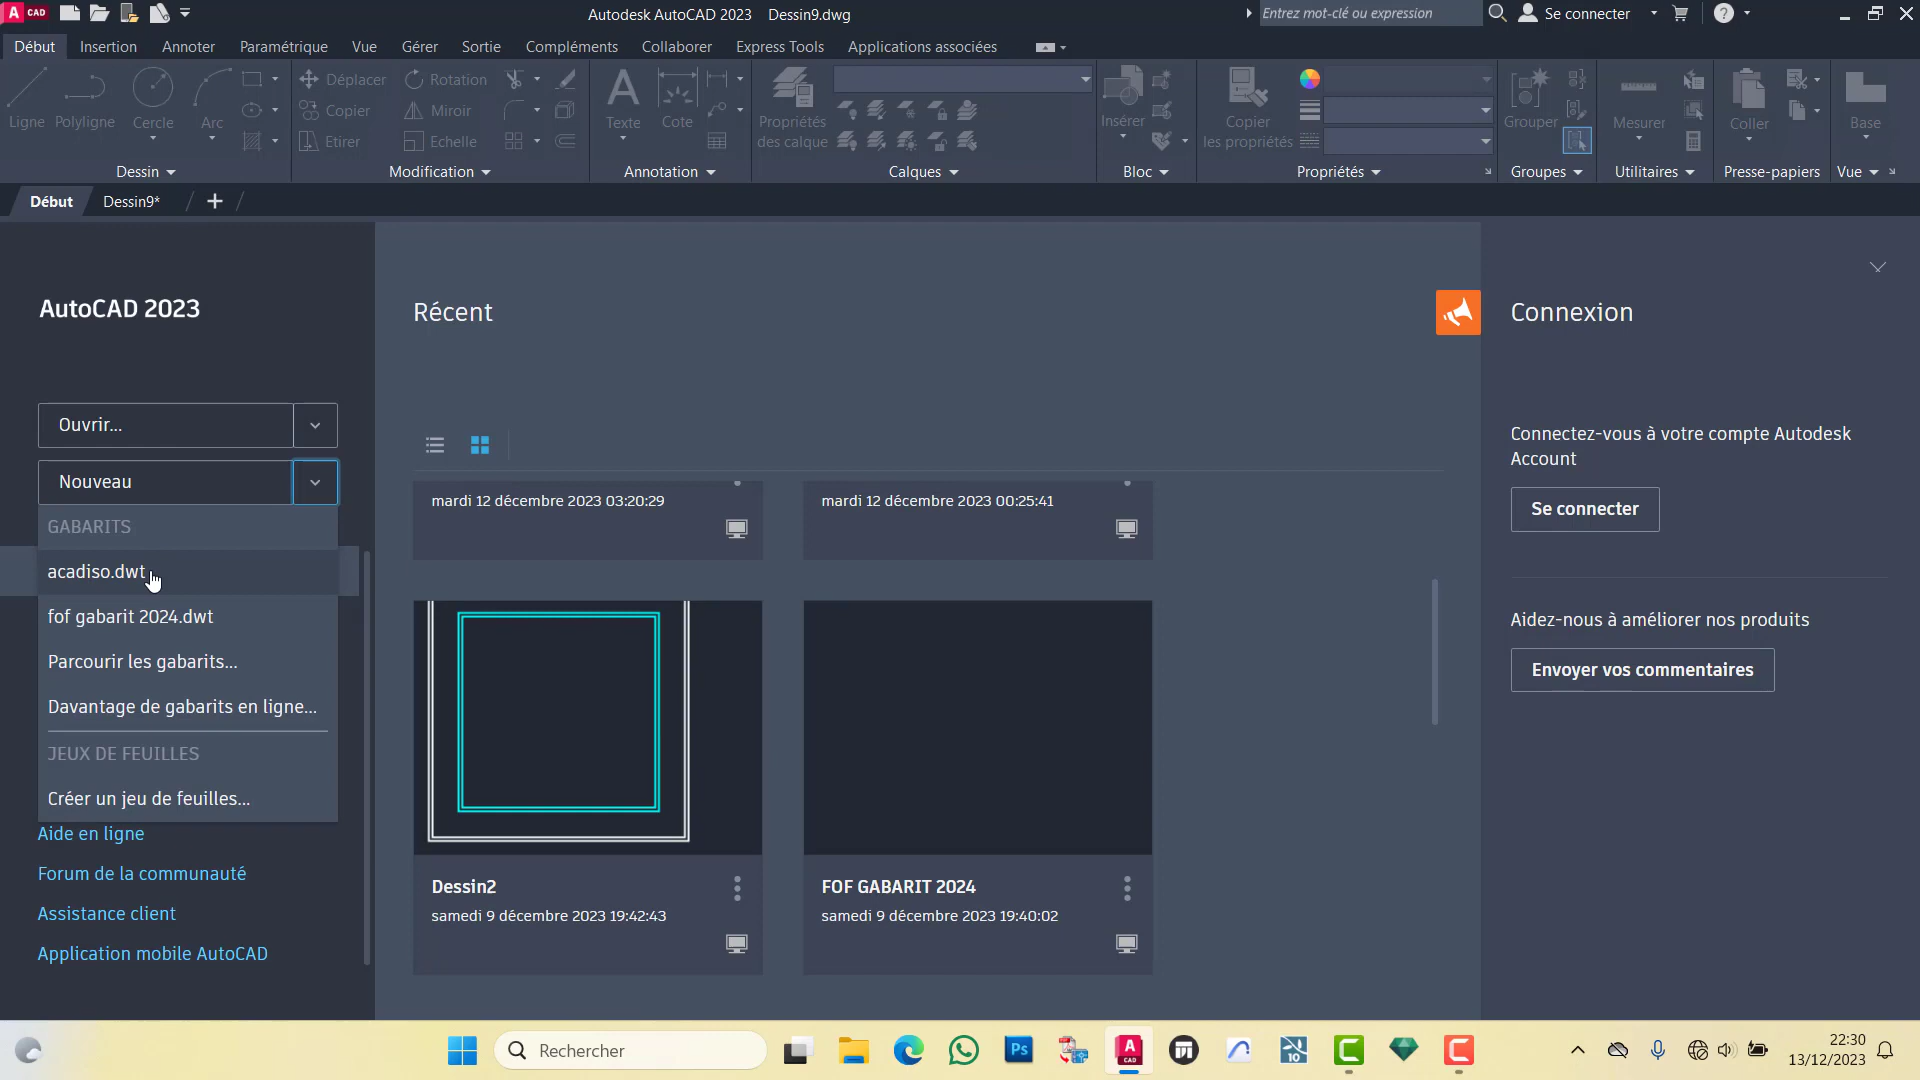 A CAD
Autodesk AutoCAD 2023 Dessin9.dwg
Entrez mot-clé ou expression
Se connecter
Début Insertion Annoter Paramétrique Vue Gérer Sortie Compléments Collaborer Express Tools Applications associées
Ligne Polyligne Cercle Arc
Déplacer Rotation
Copier Miroir
Etirer Echelle
Texte Cote
Propriétés
des calque
Insérer
Copier
les propriétés
Grouper
Mesurer
Coller
Base
Dessin Modification Annotation Calques Bloc Propriétés Groupes Utilitaires Presse-papiers Vue
Début Dessin9*
AutoCAD 2023
Ouvrir...
Nouveau
GABARITS
acadiso.dwt
fof gabarit 2024.dwt
Parcourir les gabarits...
Davantage de gabarits en ligne...
JEUX DE FEUILLES
Créer un jeu de feuilles...
Aide en ligne
Forum de la communauté
Assistance client
Application mobile AutoCAD
Récent
mardi 12 décembre 2023 03:20:29
mardi 12 décembre 2023 00:25:41
Dessin2
samedi 9 décembre 2023 19:42:43
FOF GABARIT 2024
samedi 9 décembre 2023 19:40:02
Connexion
Connectez-vous à votre compte Autodesk
Account
Se connecter
Aidez-nous à améliorer nos produits
Envoyer vos commentaires
Rechercher
Ps
A
CAD
10
22:30
13/12/2023